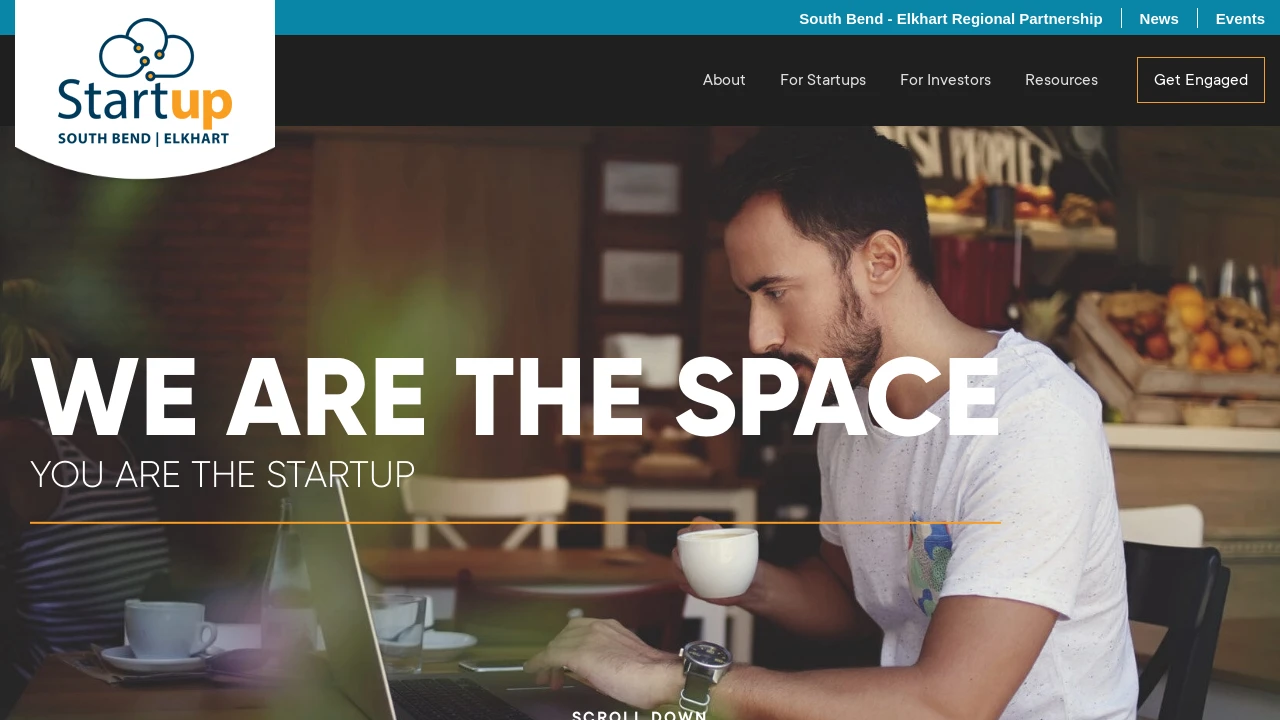 South Bend - Elkhart Regional Partnership
News
Events
Startup
SOUTH BEND | ELKHART
About
For Startups
For Investors
Resources
Get Engaged
WE ARE THE SPACE
YOU ARE THE STARTUP
SCROLL DOWN